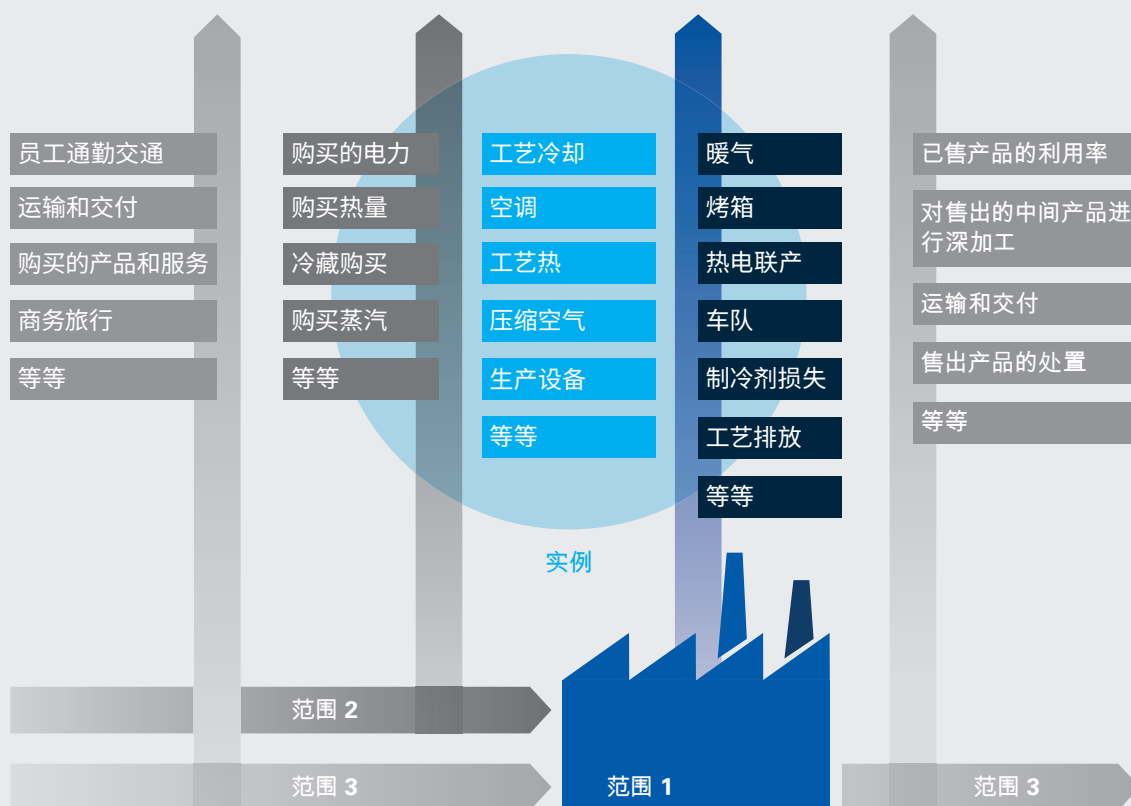 员工通勤交通
运输和交付
购买的产品和服务
商务旅行
等等
购买的电力
购买热量
冷藏购买
购买蒸汽
等等
工艺冷却
空调
工艺热
压缩空气
生产设备
等等
暖气
烤箱
热电联产
车队
制冷剂损失
工艺排放
等等
已售产品的利用率
对售出的中间产品进
行深加工
运输和交付
售出产品的处置
等等
实例
范围 2
范围 3
范围 1
范围 3